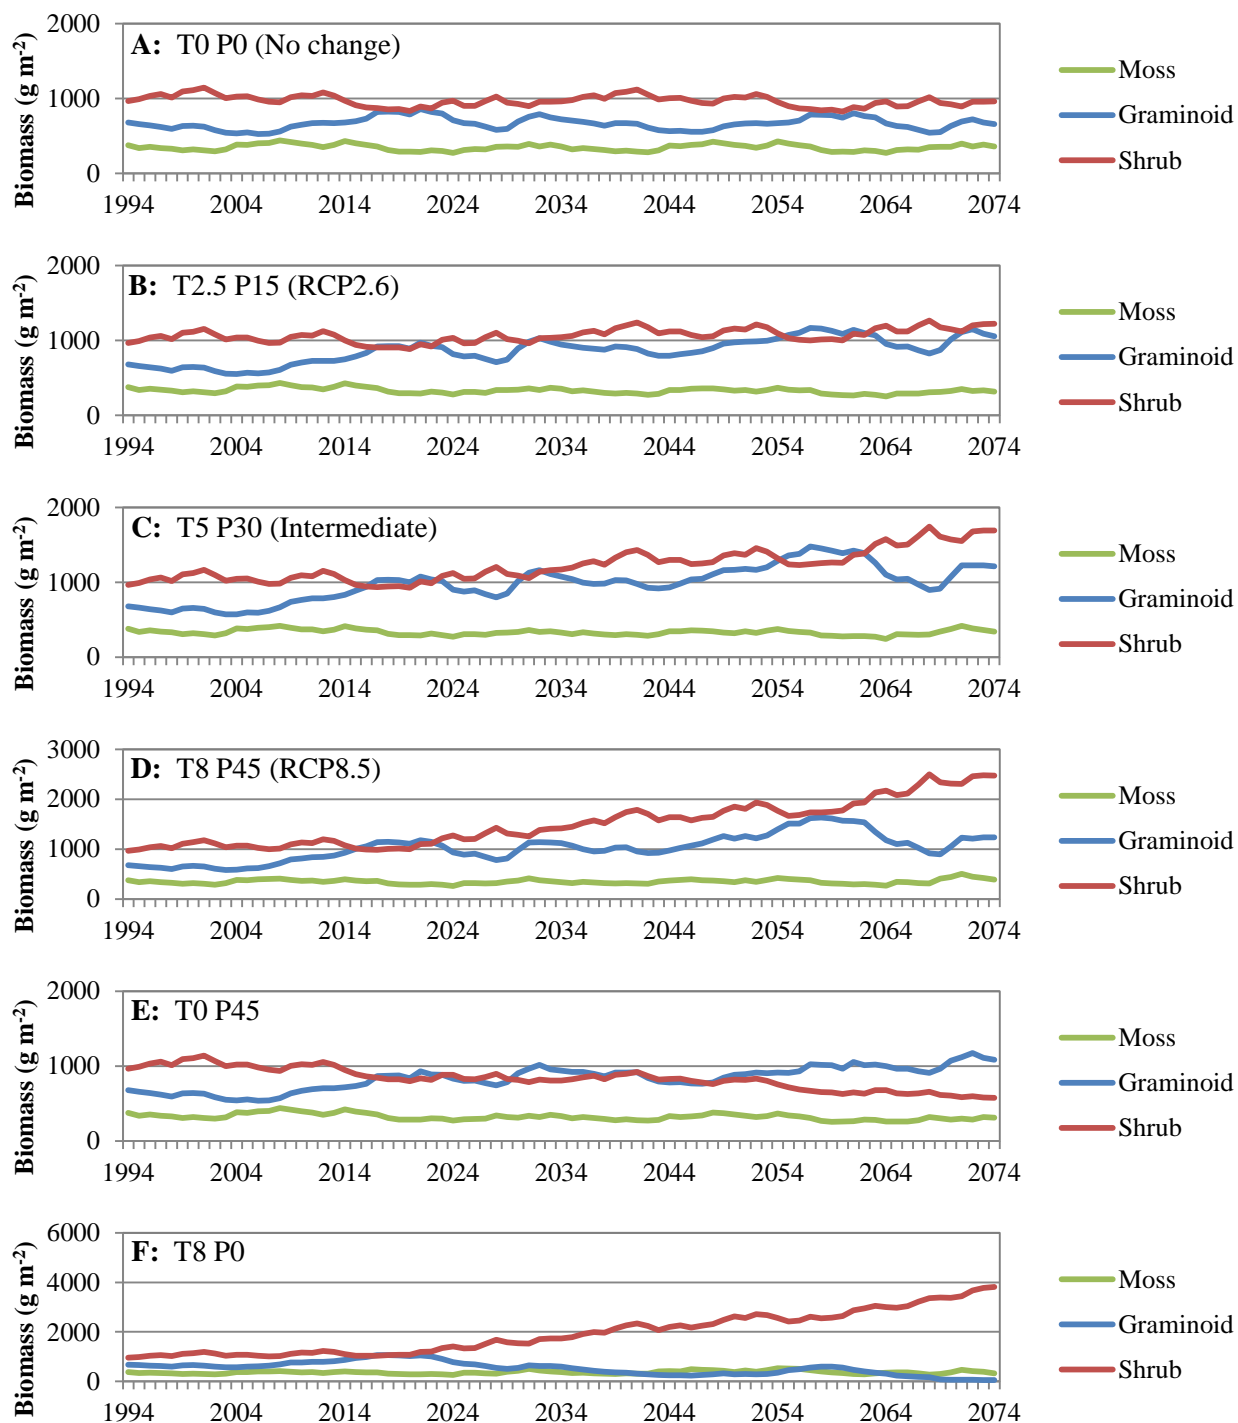 A: T0 P0 (No change)
Biomass (g m-2)
2000
1000
0
1994 2004 2014 2024 2034 2044 2054 2064 2074
Moss
Graminoid
Shrub
B: T2.5 P15 (RCP2.6)
Biomass (g m-2)
2000
1000
0
1994 2004 2014 2024 2034 2044 2054 2064 2074
Moss
Graminoid
Shrub
C: T5 P30 (Intermediate)
Biomass (g m-2)
2000
1000
0
1994 2004 2014 2024 2034 2044 2054 2064 2074
Moss
Graminoid
Shrub
D: T8 P45 (RCP8.5)
Biomass (g m-2)
3000
2000
1000
0
1994 2004 2014 2024 2034 2044 2054 2064 2074
Moss
Graminoid
Shrub
E: T0 P45
Biomass (g m-2)
2000
1000
0
1994 2004 2014 2024 2034 2044 2054 2064 2074
Moss
Graminoid
Shrub
F: T8 P0
Biomass (g m-2)
6000
4000
2000
0
1994 2004 2014 2024 2034 2044 2054 2064 2074
Moss
Graminoid
Shrub